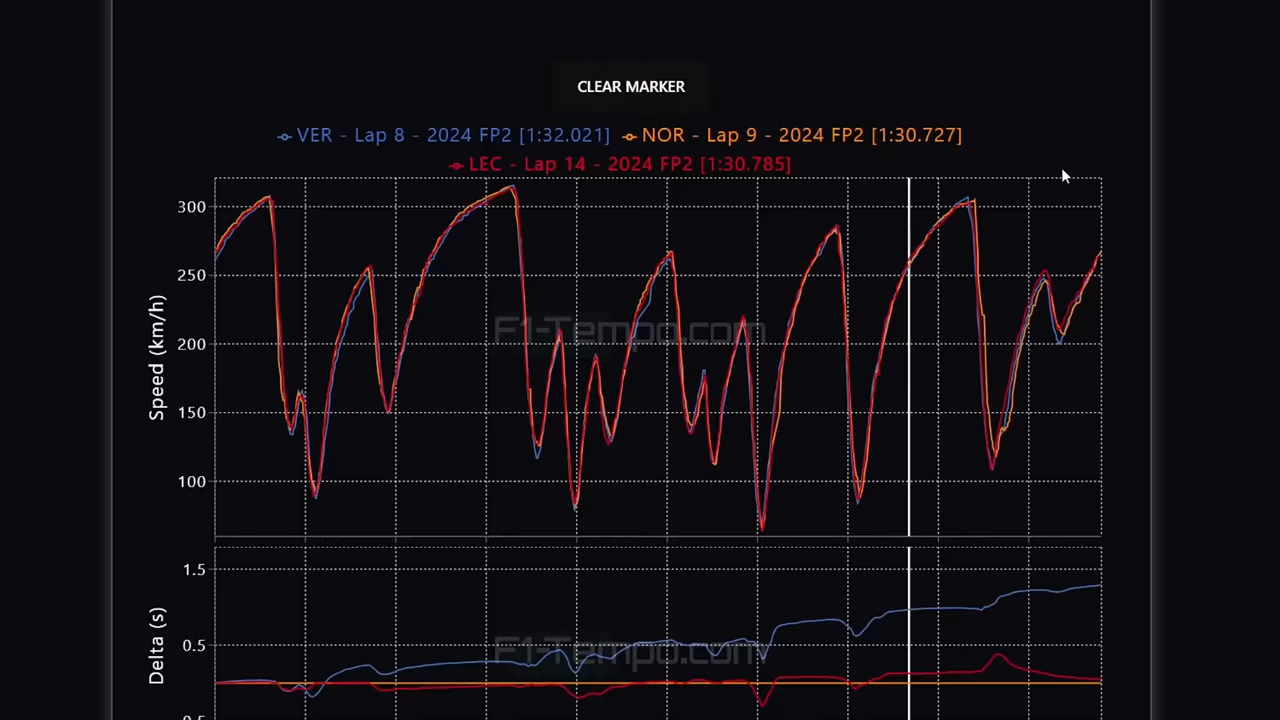 CLEAR MARKER
VER - Lap 8 - 2024 FP2 [1:32.021] NOR - Lap 9 - 2024 FP2 [1:30.727]
LEC - Lap 14 - 2024 FP2 [1:30.785]
300
250
200
150
100
Speed (km/h)
F1-Tempo.com
1.5
0.5
Delta (s)
F1-Tempo.com